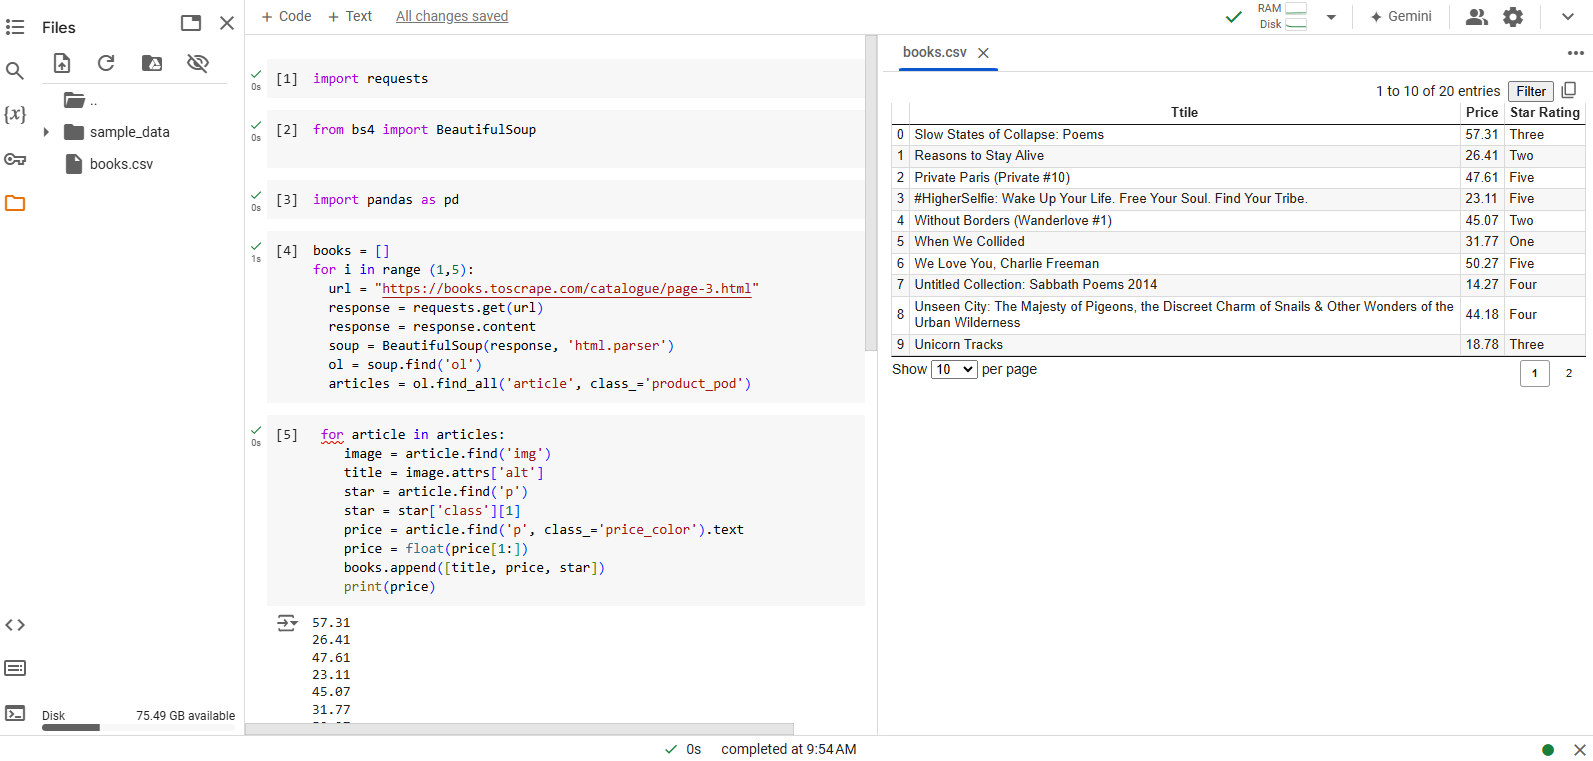 Files
..
sample_data
books.csv
Disk 75.49 GB available
+ Code + Text All changes saved
RAM
Disk
Gemini
[1] import requests
0s
[2] from bs4 import BeautifulSoup
0s
[3] import pandas as pd
0s
[4] books = []
1s
for i in range (1,5):
url = "https://books.toscrape.com/catalogue/page-3.html"
response = requests.get(url)
response = response.content
soup = BeautifulSoup(response, 'html.parser')
ol = soup.find('ol')
articles = ol.find_all('article', class_='product_pod')
[5] for article in articles:
0s
image = article.find('img')
title = image.attrs['alt']
star = article.find('p')
star = star['class'][1]
price = article.find('p', class_='price_color').text
price = float(price[1:])
books.append([title, price, star])
print(price)
57.31
26.41
47.61
23.11
45.07
31.77
books.csv
1 to 10 of 20 entries Filter
Ttile Price Star Rating
0 Slow States of Collapse: Poems 57.31 Three
1 Reasons to Stay Alive 26.41 Two
2 Private Paris (Private #10) 47.61 Five
3 #HigherSelfie: Wake Up Your Life. Free Your Soul. Find Your Tribe. 23.11 Five
4 Without Borders (Wanderlove #1) 45.07 Two
5 When We Collided 31.77 One
6 We Love You, Charlie Freeman 50.27 Five
7 Untitled Collection: Sabbath Poems 2014 14.27 Four
8 Unseen City: The Majesty of Pigeons, the Discreet Charm of Snails & Other Wonders of the
Urban Wilderness 44.18 Four
9 Unicorn Tracks 18.78 Three
Show 10 per page 1 2
0s completed at 9:54 AM